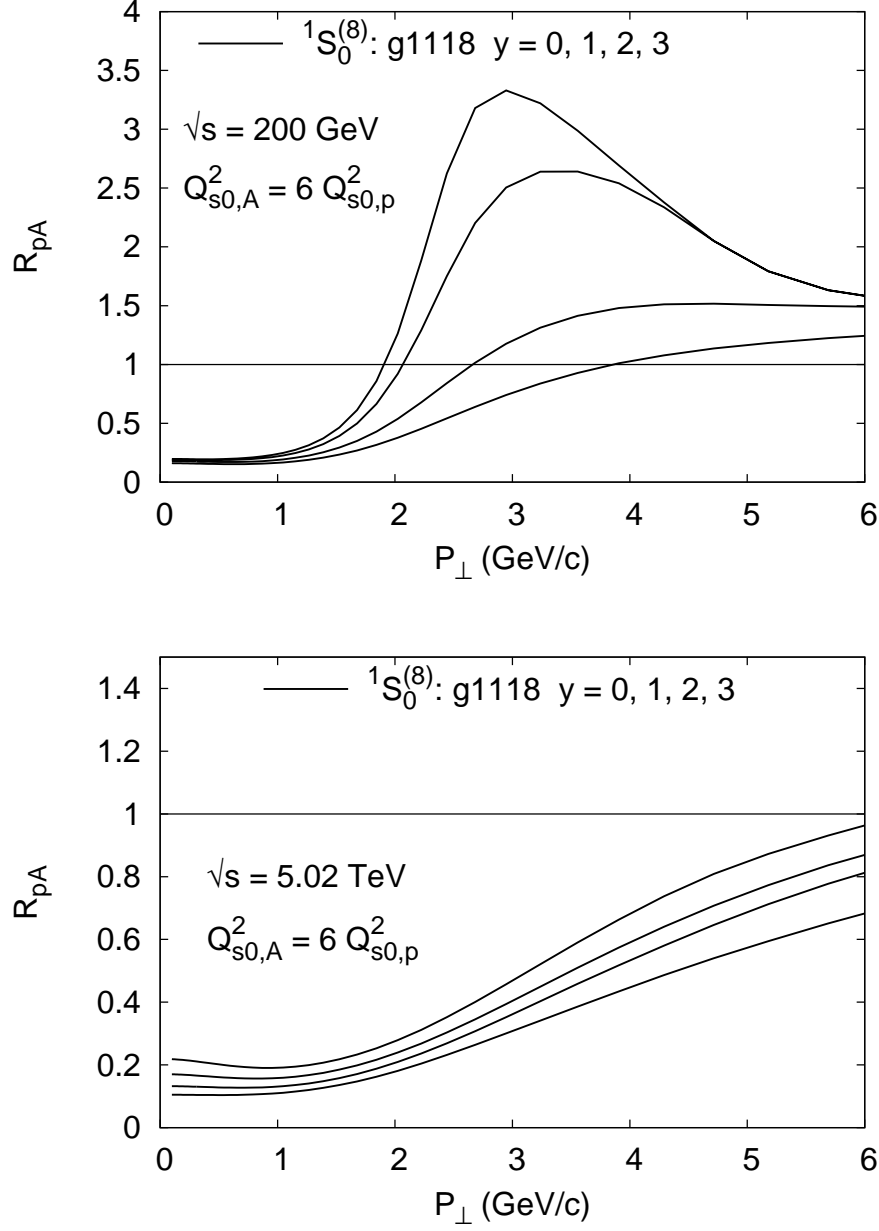 4
3.5
3
2.5
2
1.5
1
0.5
0
R_pA
¹S₀⁽⁸⁾: g1118 y = 0, 1, 2, 3
√s = 200 GeV
Q²_s0,A = 6 Q²_s0,p
0 1 2 3 4 5 6
P_⊥ (GeV/c)
1.4
1.2
1
0.8
0.6
0.4
0.2
0
R_pA
¹S₀⁽⁸⁾: g1118 y = 0, 1, 2, 3
√s = 5.02 TeV
Q²_s0,A = 6 Q²_s0,p
0 1 2 3 4 5 6
P_⊥ (GeV/c)